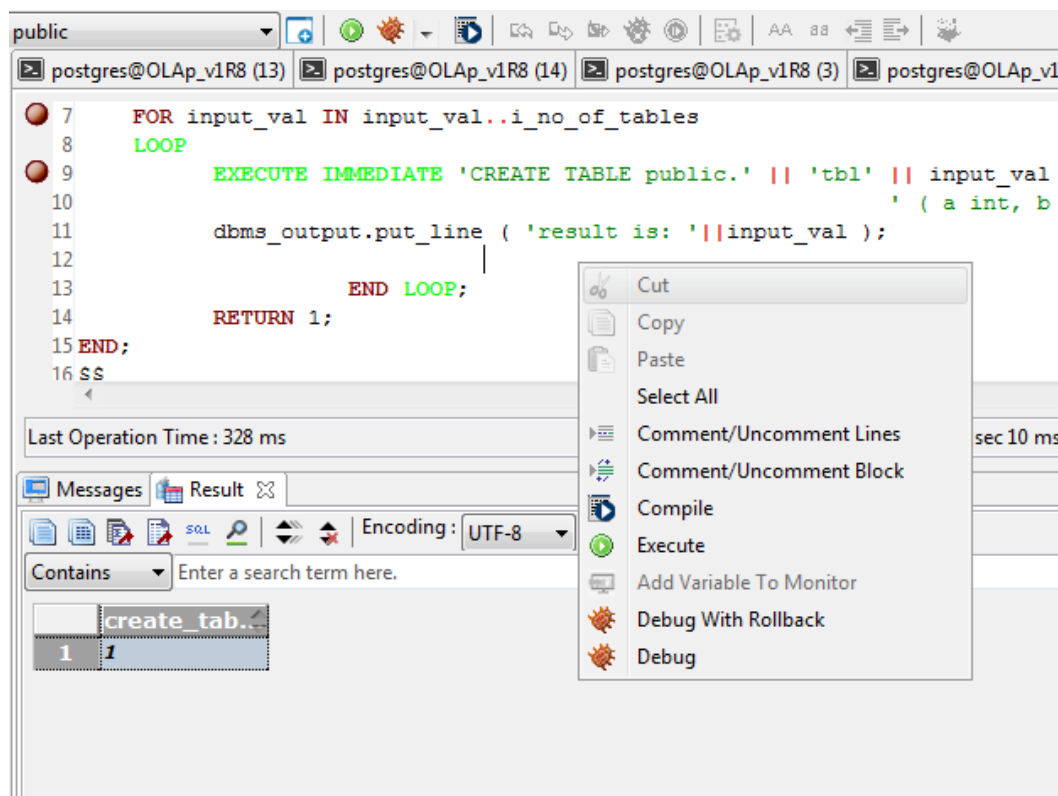 public
AA aa
postgres@OLAp_v1R8 (13) postgres@OLAp_v1R8 (14) postgres@OLAp_v1R8 (3) postgres@OLAp_v1
7 FOR input_val IN input_val..i_no_of_tables
8 LOOP
9 EXECUTE IMMEDIATE 'CREATE TABLE public.' || 'tbl' || input_val
10 ' ( a int, b
11 dbms_output.put_line ( 'result is: '||input_val );
12
13 END LOOP;
14 RETURN 1;
15 END;
16 $$
Cut
Copy
Paste
Select All
Comment/Uncomment Lines
Comment/Uncomment Block
Compile
Execute
Add Variable To Monitor
Debug With Rollback
Debug
Last Operation Time : 328 ms sec 10 ms
Messages Result
SQL Encoding : UTF-8
Contains Enter a search term here.
create_tab...
1 1